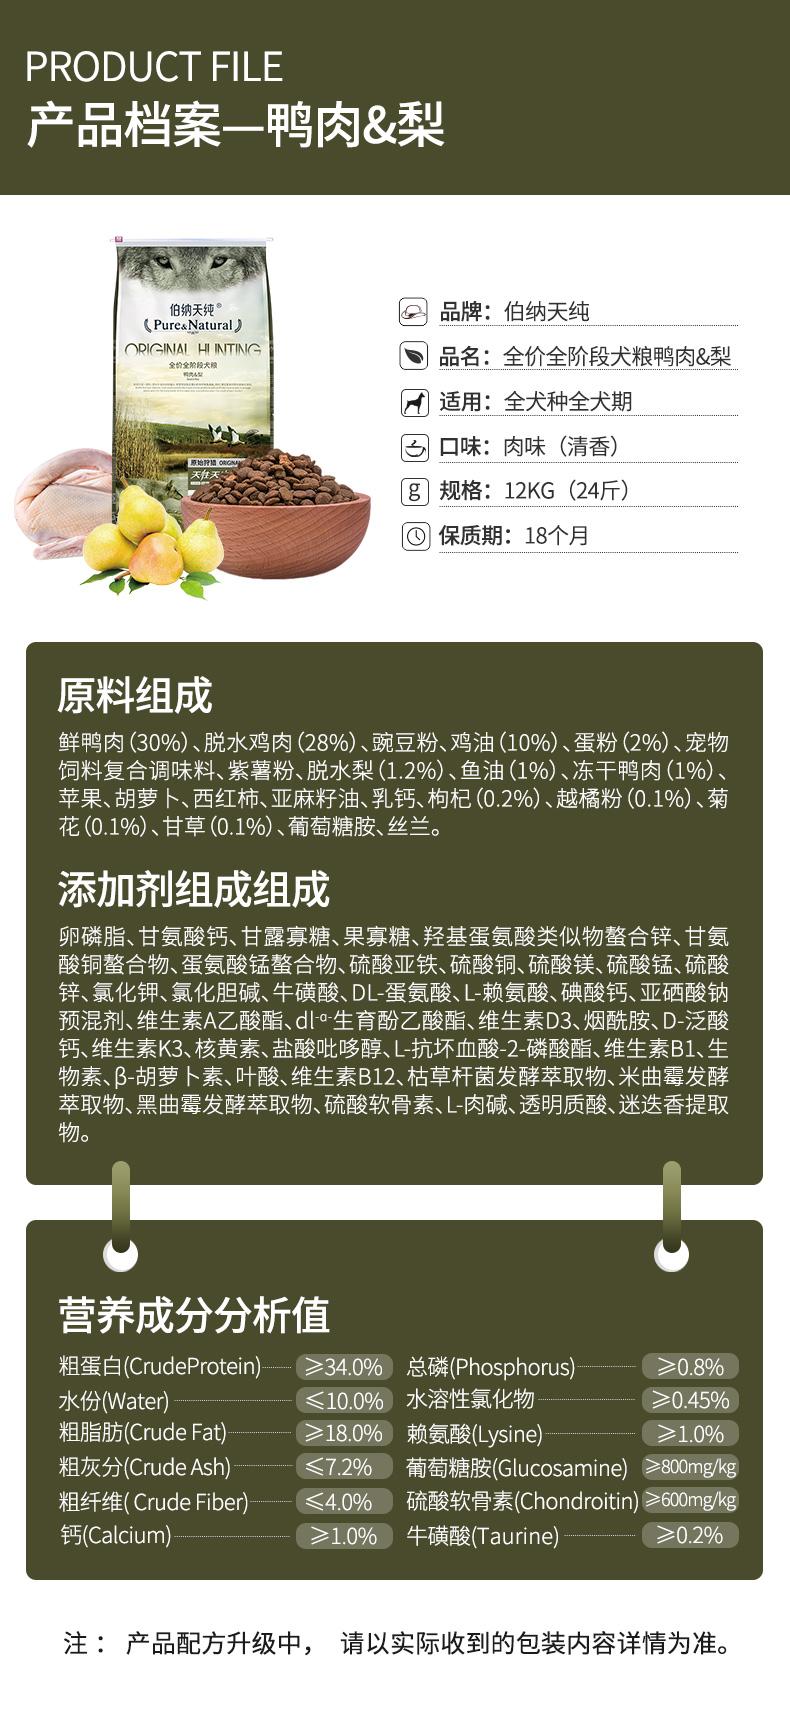 PRODUCT FILE
产品档案—鸭肉&梨
伯纳天纯®
Pure&Natural
ORIGINAL HUNTING
全价全阶段犬粮
鸭肉&梨
原始狩猎 ORIGINAL
品牌：伯纳天纯
品名：全价全阶段犬粮鸭肉&梨
适用：全犬种全犬期
口味：肉味（清香）
g 规格：12KG（24斤）
保质期：18个月
原料组成
鲜鸭肉（30%）、脱水鸡肉（28%）、豌豆粉、鸡油（10%）、蛋粉（2%）、宠物
饲料复合调味料、紫薯粉、脱水梨（1.2%）、鱼油（1%）、冻干鸭肉（1%）、
苹果、胡萝卜、西红柿、亚麻籽油、乳钙、枸杞（0.2%）、越橘粉（0.1%）、菊
花（0.1%）、甘草（0.1%）、葡萄糖胺、丝兰。
添加剂组成组成
卵磷脂、甘氨酸钙、甘露寡糖、果寡糖、羟基蛋氨酸类似物螯合锌、甘氨
酸铜螯合物、蛋氨酸锰螯合物、硫酸亚铁、硫酸铜、硫酸镁、硫酸锰、硫酸
锌、氯化钾、氯化胆碱、牛磺酸、DL-蛋氨酸、L-赖氨酸、碘酸钙、亚硒酸钠
预混剂、维生素A乙酸酯、dl-α-生育酚乙酸酯、维生素D3、烟酰胺、D-泛酸
钙、维生素K3、核黄素、盐酸吡哆醇、L-抗坏血酸-2-磷酸酯、维生素B1、生
物素、β-胡萝卜素、叶酸、维生素B12、枯草杆菌发酵萃取物、米曲霉发酵
萃取物、黑曲霉发酵萃取物、硫酸软骨素、L-肉碱、透明质酸、迷迭香提取
物。
营养成分分析值
粗蛋白(CrudeProtein) ≥34.0% 总磷(Phosphorus) ≥0.8%
水份(Water) ≤10.0% 水溶性氯化物 ≥0.45%
粗脂肪(Crude Fat) ≥18.0% 赖氨酸(Lysine) ≥1.0%
粗灰分(Crude Ash) ≤7.2% 葡萄糖胺(Glucosamine) ≥800mg/kg
粗纤维( Crude Fiber) ≤4.0% 硫酸软骨素(Chondroitin) ≥600mg/kg
钙(Calcium) ≥1.0% 牛磺酸(Taurine) ≥0.2%
注： 产品配方升级中， 请以实际收到的包装内容详情为准。